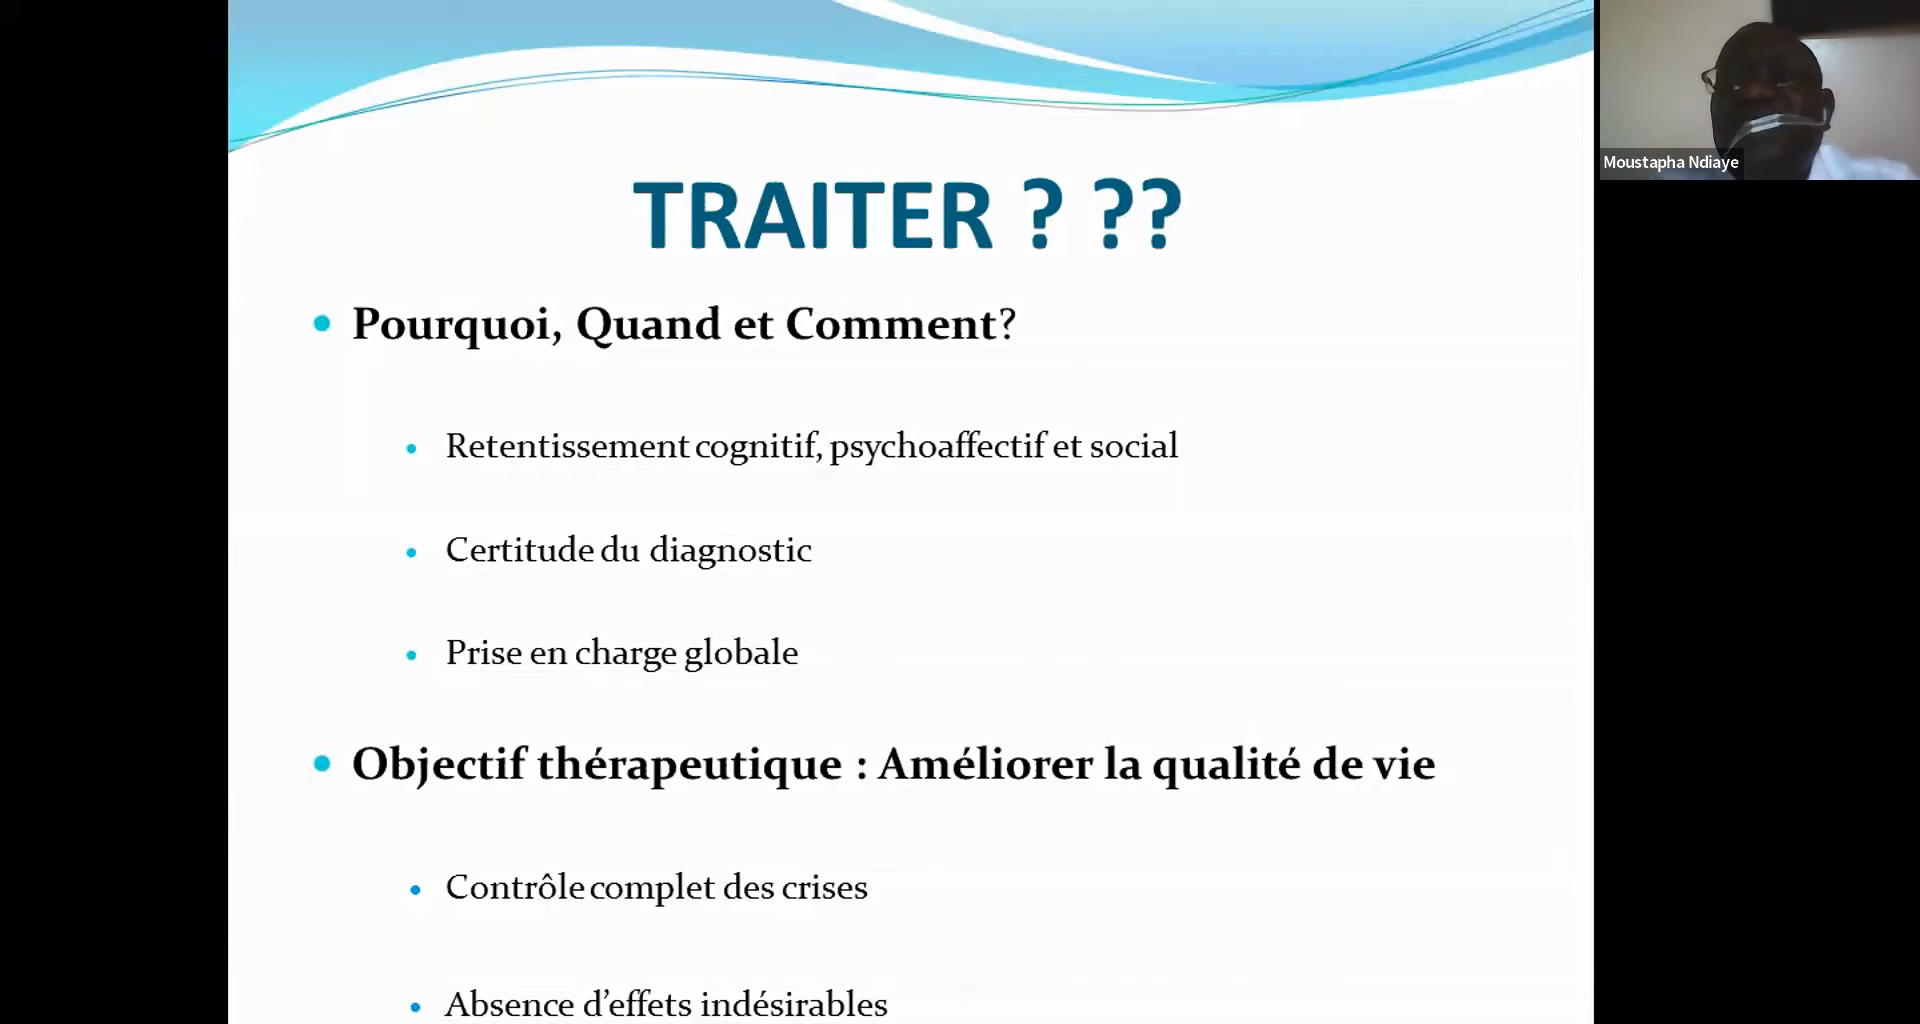 TRAITER ? ??
Pourquoi, Quand et Comment?
Retentissement cognitif, psychoaffectif et social
Certitude du diagnostic
Prise en charge globale
Objectif thérapeutique : Améliorer la qualité de vie
Contrôle complet des crises
Absence d’effets indésirables
Moustapha Ndiaye